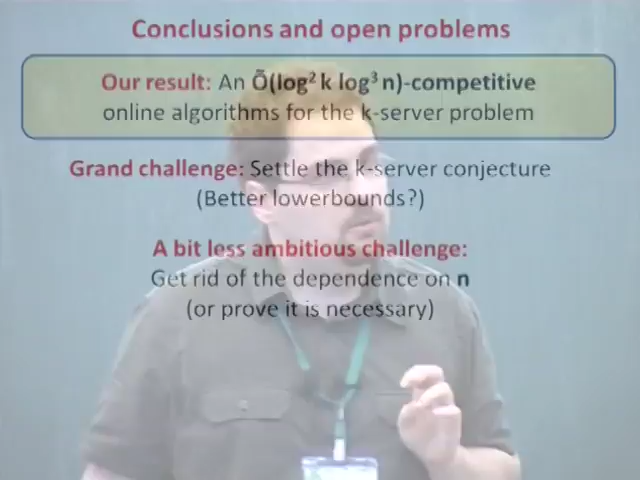 Conclusions and open problems
Our result: An Õ(log² k log³ n)-competitive
online algorithms for the k-server problem
Grand challenge: Settle the k-server conjecture
(Better lowerbounds?)
A bit less ambitious challenge:
Get rid of the dependence on n
(or prove it is necessary)